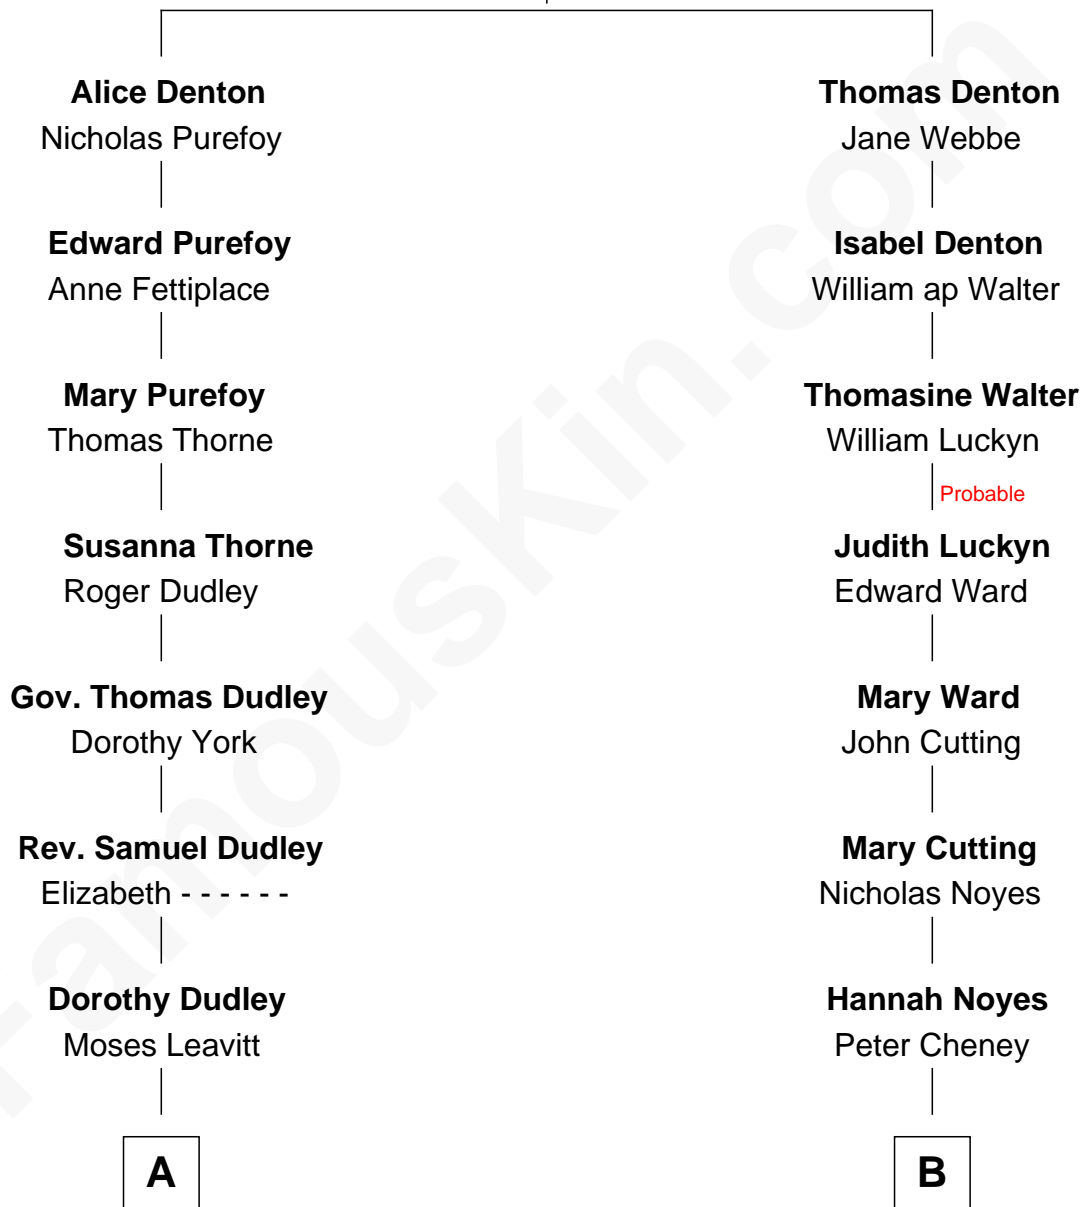 Alice Denton
Nicholas Purefoy
Edward Purefoy
Anne Fettiplace
Mary Purefoy
Thomas Thorne
Susanna Thorne
Roger Dudley
Gov. Thomas Dudley
Dorothy York
Rev. Samuel Dudley
Elizabeth - - - - - -
Dorothy Dudley
Moses Leavitt
A
Thomas Denton
Jane Webbe
Isabel Denton
William ap Walter
Thomasine Walter
William Luckyn
Probable
Judith Luckyn
Edward Ward
Mary Ward
John Cutting
Mary Cutting
Nicholas Noyes
Hannah Noyes
Peter Cheney
B
FamousKin.com